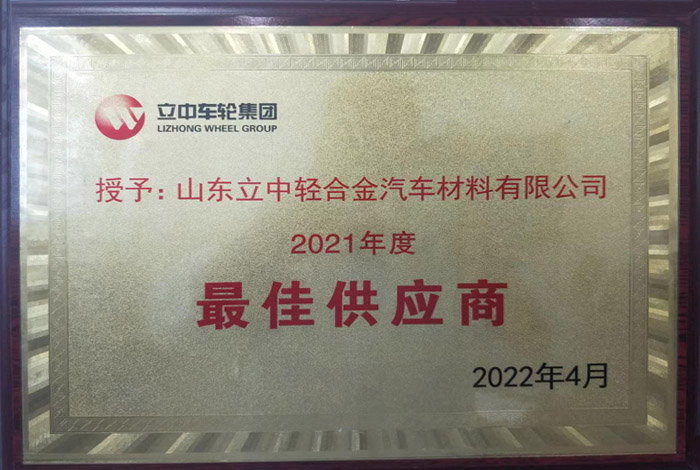 立中车轮集团
LIZHONG WHEEL GROUP
授予：山东立中轻合金汽车材料有限公司
2021年度
最佳供应商
2022年4月